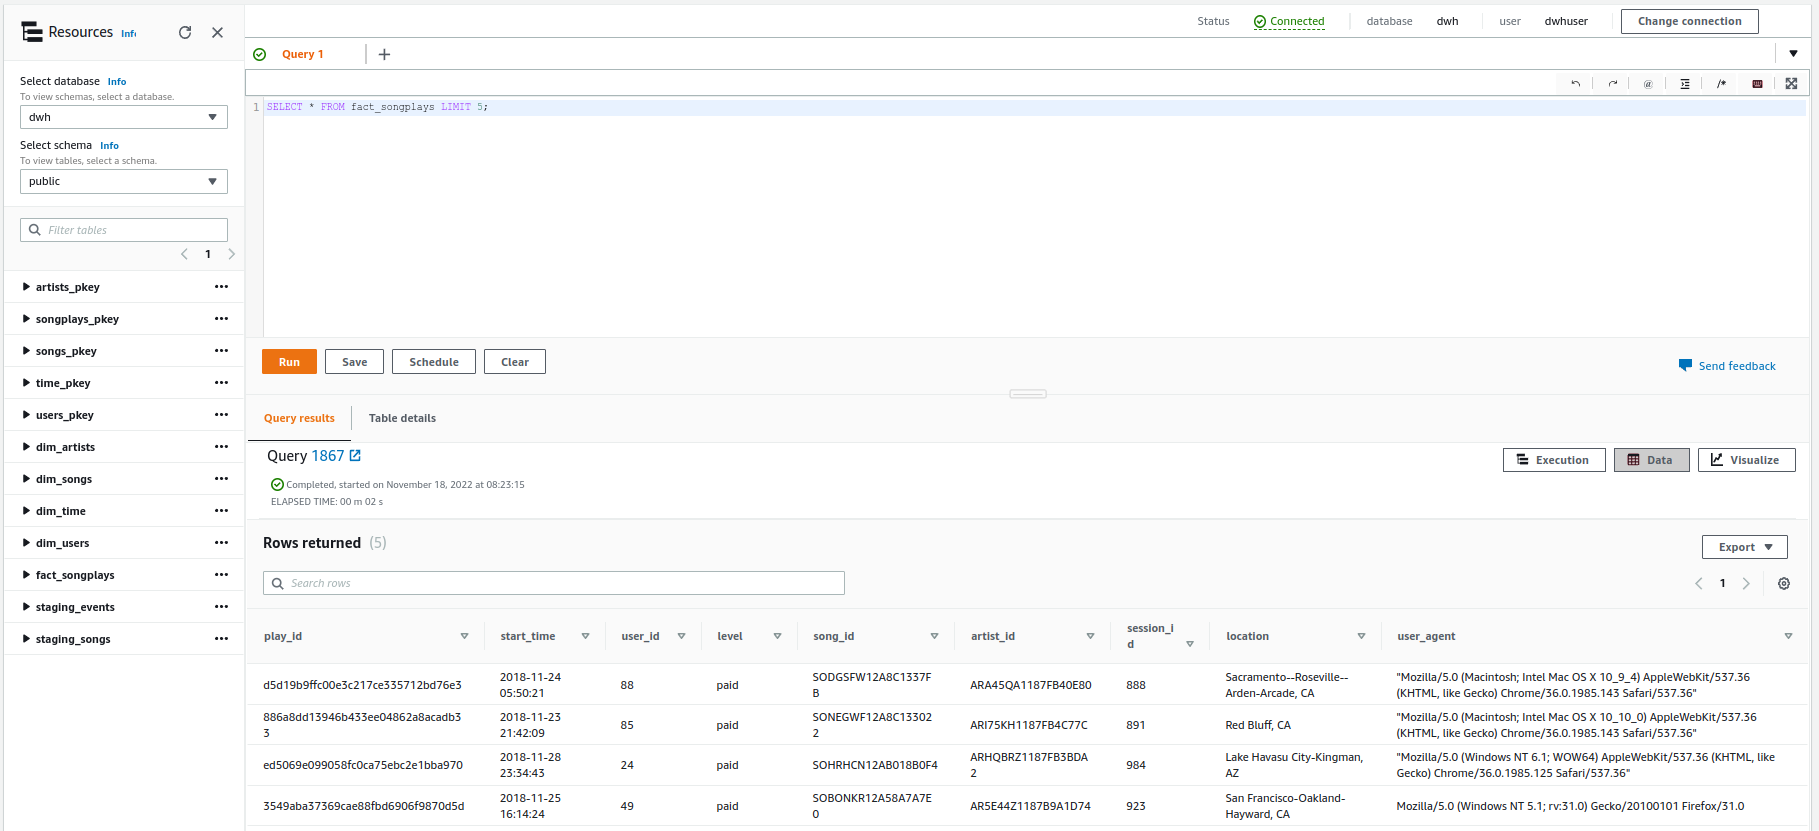 Resources Info
Status Connected database dwh user dwhuser Change connection
Query 1
Select database Info
To view schemas, select a database.
dwh
Select schema Info
To view tables, select a schema.
public
Filter tables
1
artists_pkey
songplays_pkey
songs_pkey
time_pkey
users_pkey
dim_artists
dim_songs
dim_time
dim_users
fact_songplays
staging_events
staging_songs
@ /*
1 SELECT * FROM fact_songplays LIMIT 5;
Run Save Schedule Clear
Send feedback
Query results Table details
Query 1867
Execution Data Visualize
Completed, started on November 18, 2022 at 08:23:15
ELAPSED TIME: 00 m 02 s
Rows returned (5)
Export
Search rows
1
play_id start_time user_id level song_id artist_id session_i location user_agent
d
d5d19b9ffc00e3c217ce335712bd76e3 2018-11-24 88 paid SODGSFW12A8C1337F ARA45QA1187FB40E80 888 Sacramento--Roseville-- "Mozilla/5.0 (Macintosh; Intel Mac OS X 10_9_4) AppleWebKit/537.36
05:50:21 B Arden-Arcade, CA (KHTML, like Gecko) Chrome/36.0.1985.143 Safari/537.36"
886a8dd13946b433ee04862a8acadb3 2018-11-23 85 paid SONEGWF12A8C13302 ARI75KH1187FB4C77C 891 Red Bluff, CA "Mozilla/5.0 (Macintosh; Intel Mac OS X 10_10_0) AppleWebKit/537.36
3 21:42:09 2 (KHTML, like Gecko) Chrome/36.0.1985.143 Safari/537.36"
ed5069e099058fc0ca75ebc2e1bba970 2018-11-28 24 paid SOHRHCN12AB018B0F4 ARHQBRZ1187FB3BDA 984 Lake Havasu City-Kingman, "Mozilla/5.0 (Windows NT 6.1; WOW64) AppleWebKit/537.36 (KHTML, like
23:34:43 2 AZ Gecko) Chrome/36.0.1985.125 Safari/537.36"
3549aba37369cae88fbd6906f9870d5d 2018-11-25 49 paid SOBONKR12A58A7A7E AR5E44Z1187B9A1D74 923 San Francisco-Oakland- Mozilla/5.0 (Windows NT 5.1; rv:31.0) Gecko/20100101 Firefox/31.0
16:14:24 0 Hayward, CA